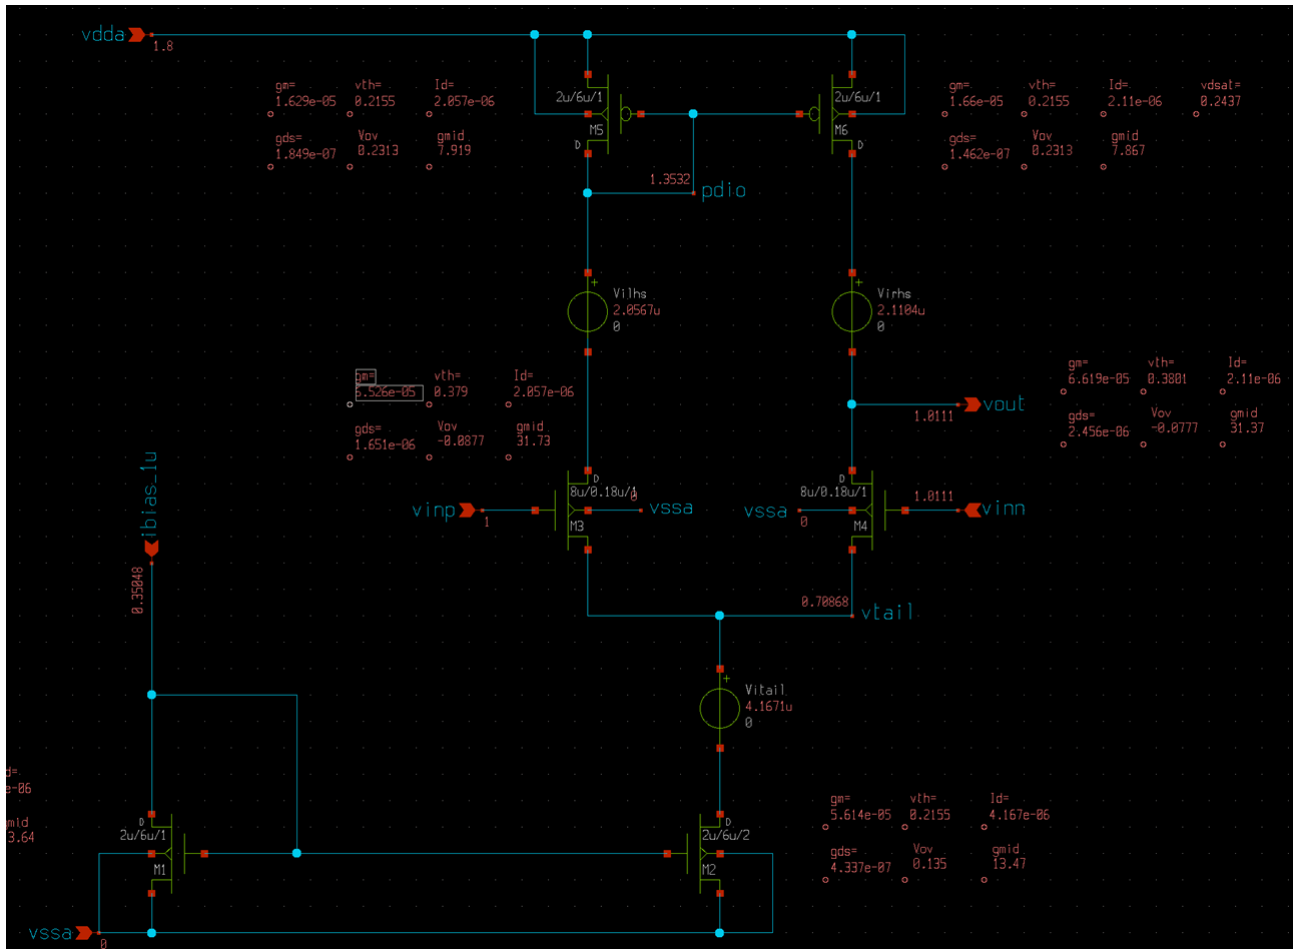 vdda
1.8
gm= vth= Id=
1.629e-05 0.2155 2.057e-06
gds= Vov gmid
1.849e-07 0.2313 7.919
2u/6u/1
M5
D
2u/6u/1
M6
D
gm= vth= Id= vdsat=
1.66e-05 0.2155 2.11e-06 0.2437
gds= Vov gmid
1.462e-07 0.2313 7.867
1.3532
pdio
+
Vilhs
2.0567u
0
+
Virhs
2.1104u
0
gm= vth= Id=
6.526e-05 0.379 2.057e-06
gds= Vov gmid
1.651e-06 -0.0877 31.73
gm= vth= Id=
6.619e-05 0.3801 2.11e-06
gds= Vov gmid
2.456e-06 -0.0777 31.37
1.0111
vout
ibias_1u
0.35048
vinp
1
D
8u/0.18u/1
M3
0
vssa
vssa
0
D
8u/0.18u/1
M4
1.0111
vinn
0.70868
vtail
+
Vitail
4.1671u
0
d=
e-06
mid
3.64
D
2u/6u/1
M1
D
2u/6u/2
M2
gm= vth= Id=
5.614e-05 0.2155 4.167e-06
gds= Vov gmid
4.337e-07 0.135 13.47
vssa
0